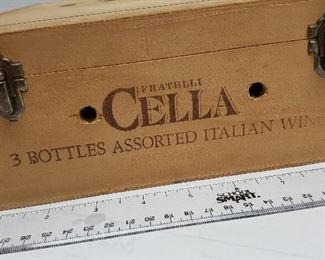 FRATELLI
CELLA
3 BOTTLES ASSORTED ITALIAN WIN
SMART